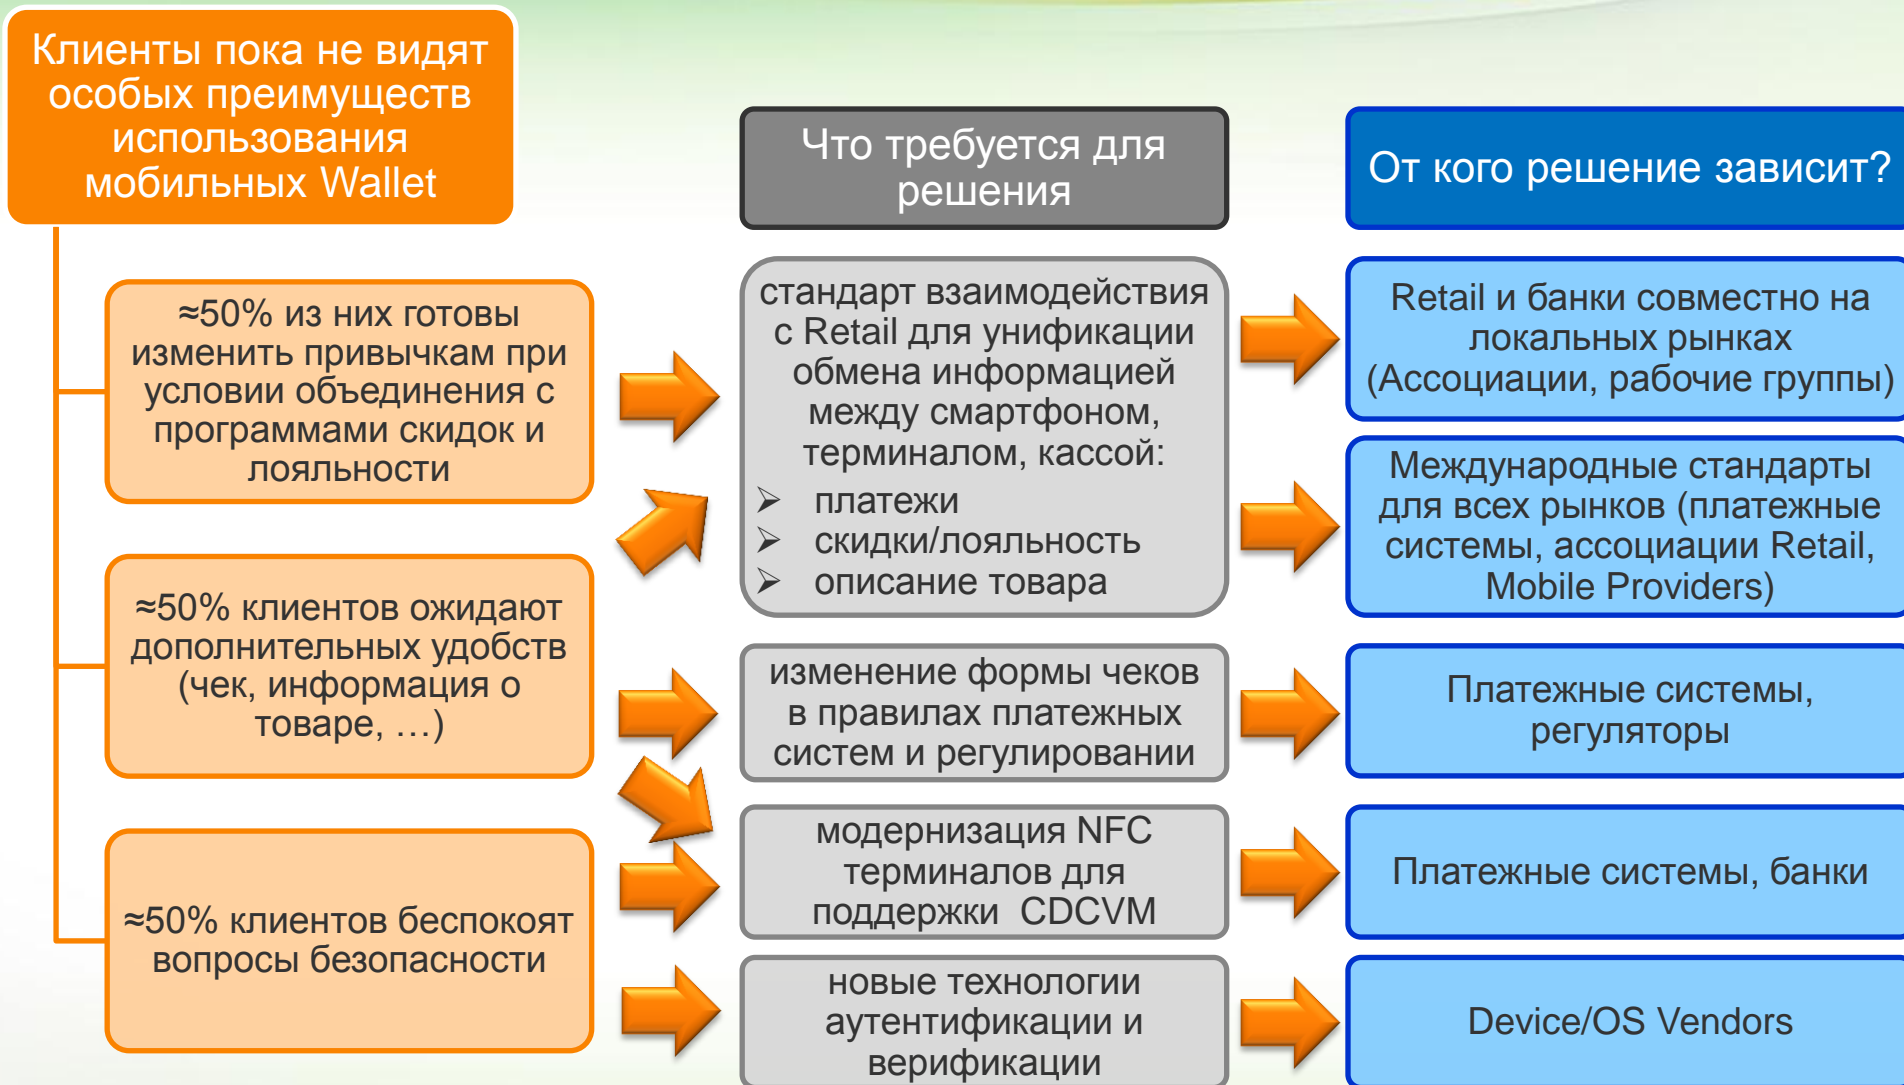 Клиенты пока не видят
особых преимуществ
использования
мобильных Wallet
Что требуется для
решения
От кого решение зависит?
≈50% из них готовы
изменить привычкам при
условии объединения с
программами скидок и
лояльности
стандарт взаимодействия
с Retail для унификации
обмена информацией
между смартфоном,
терминалом, кассой:
➢ платежи
➢ скидки/лояльность
➢ описание товара
Retail и банки совместно на
локальных рынках
(Ассоциации, рабочие группы)
Международные стандарты
для всех рынков (платежные
системы, ассоциации Retail,
Mobile Providers)
≈50% клиентов ожидают
дополнительных удобств
(чек, информация о
товаре, …)
изменение формы чеков
в правилах платежных
систем и регулировании
Платежные системы,
регуляторы
модернизация NFC
терминалов для
поддержки CDCVM
Платежные системы, банки
≈50% клиентов беспокоят
вопросы безопасности
новые технологии
аутентификации и
верификации
Device/OS Vendors